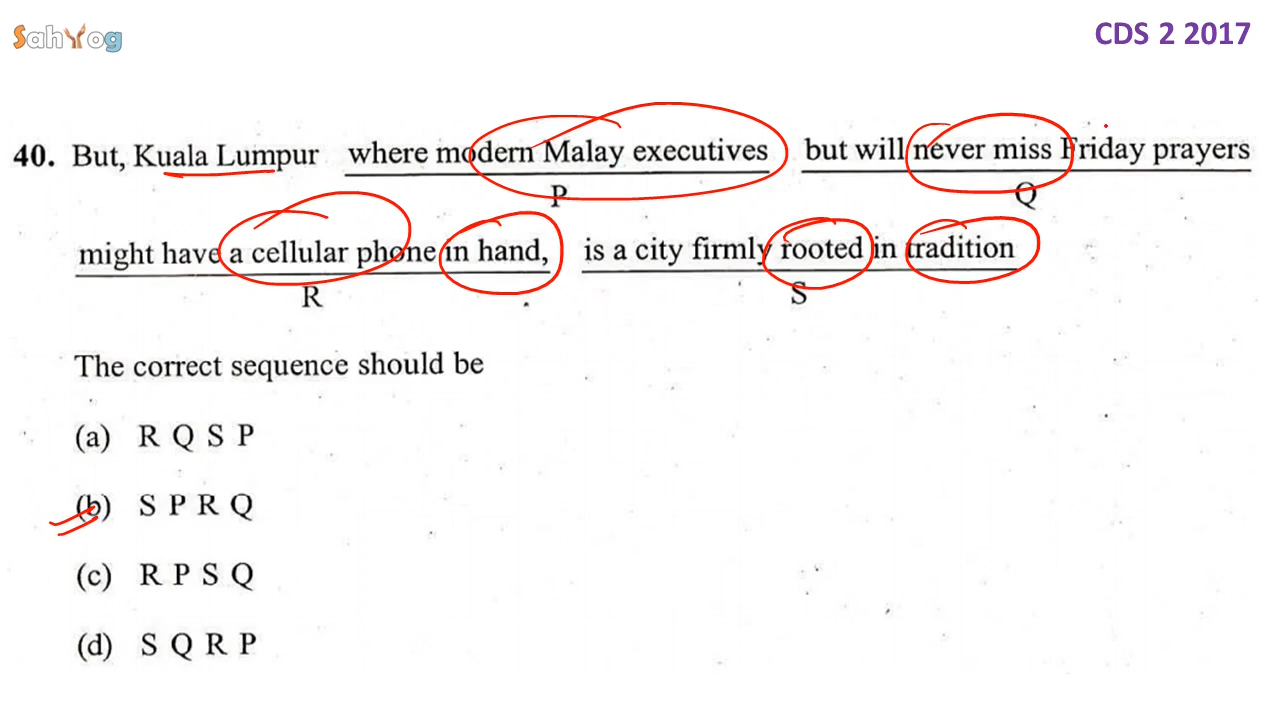 SahYog
CDS 2 2017
40. But, Kuala Lumpur where modern Malay executives but will never miss Friday prayers
P Q
might have a cellular phone in hand, is a city firmly rooted in tradition
R S
The correct sequence should be
(a) R Q S P
(b) S P R Q
(c) R P S Q
(d) S Q R P